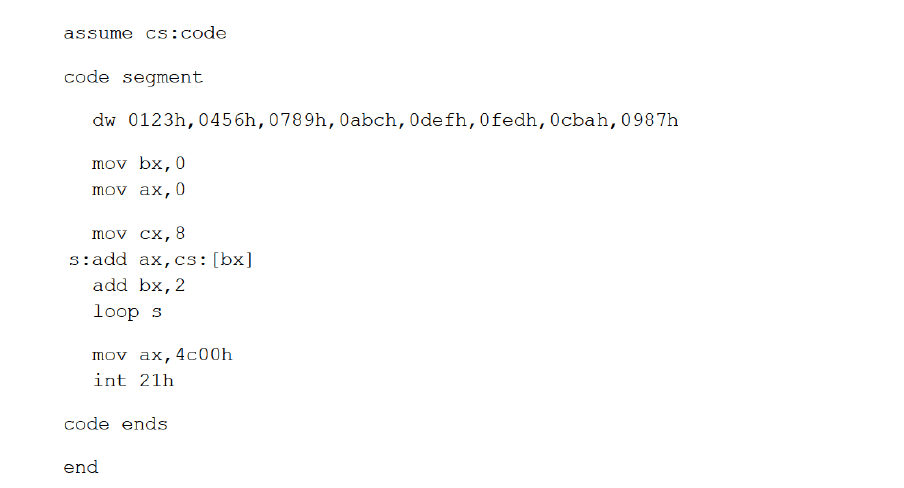 assume cs:code
code segment
dw 0123h,0456h,0789h,0abch,0defh,0fedh,0cbah,0987h
mov bx,0
mov ax,0
mov cx,8
s:add ax,cs:[bx]
add bx,2
loop s
mov ax,4c00h
int 21h
code ends
end